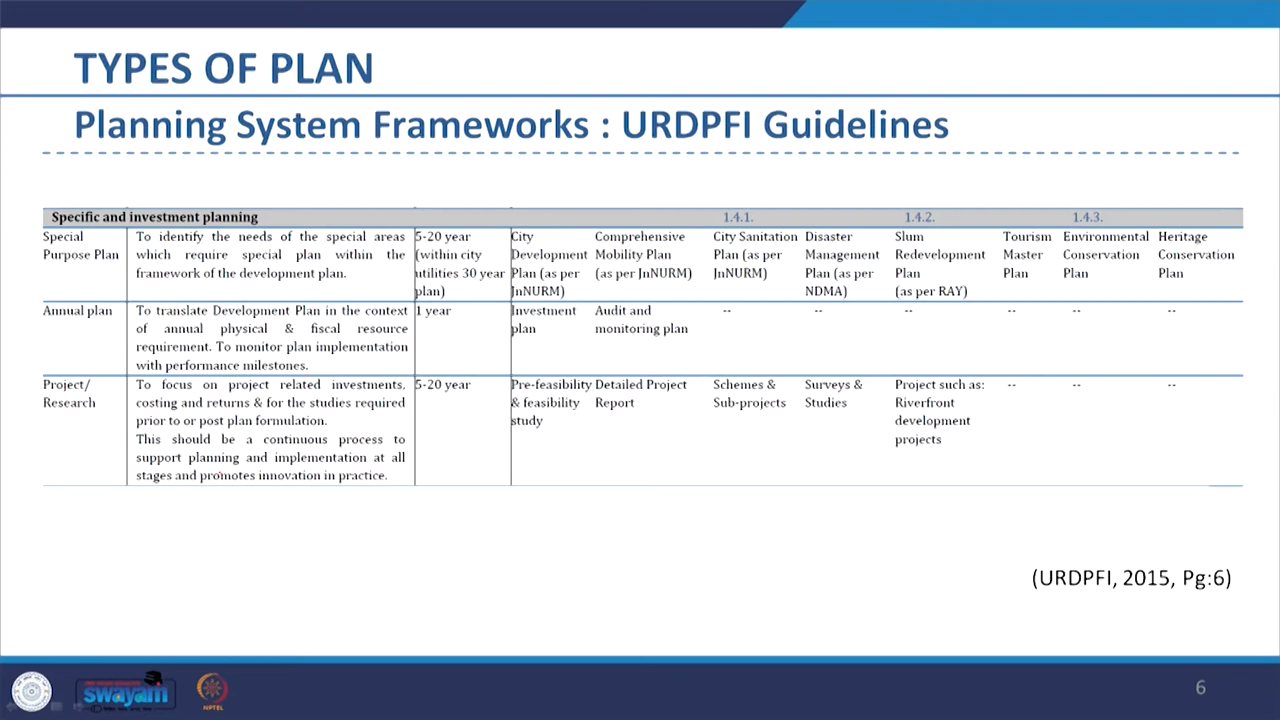 TYPES OF PLAN
Planning System Frameworks : URDPFI Guidelines
Specific and investment planning 1.4.1. 1.4.2. 1.4.3.
Special Purpose Plan
To identify the needs of the special areas
which require special plan within the
framework of the development plan.
5-20 year
(within city
utilities 30 year
plan)
City
Development
Plan (as per
JnNURM)
Comprehensive
Mobility Plan
(as per JnNURM)
City Sanitation
Plan (as per
JnNURM)
Disaster
Management
Plan (as per
NDMA)
Slum
Redevelopment
Plan
(as per RAY)
Tourism
Master
Plan
Environmental
Conservation
Plan
Heritage
Conservation
Plan
Annual plan
To translate Development Plan in the context
of annual physical & fiscal resource
requirement. To monitor plan implementation
with performance milestones.
1 year
Investment
plan
Audit and
monitoring plan
-- -- -- -- -- --
Project/
Research
To focus on project related investments,
costing and returns & for the studies required
prior to or post plan formulation.
This should be a continuous process to
support planning and implementation at all
stages and promotes innovation in practice.
5-20 year
Pre-feasibility
& feasibility
study
Detailed Project
Report
Schemes &
Sub-projects
Surveys &
Studies
Project such as:
Riverfront
development
projects
-- -- --
(URDPFI, 2015, Pg:6)
swayam
NPTEL
6